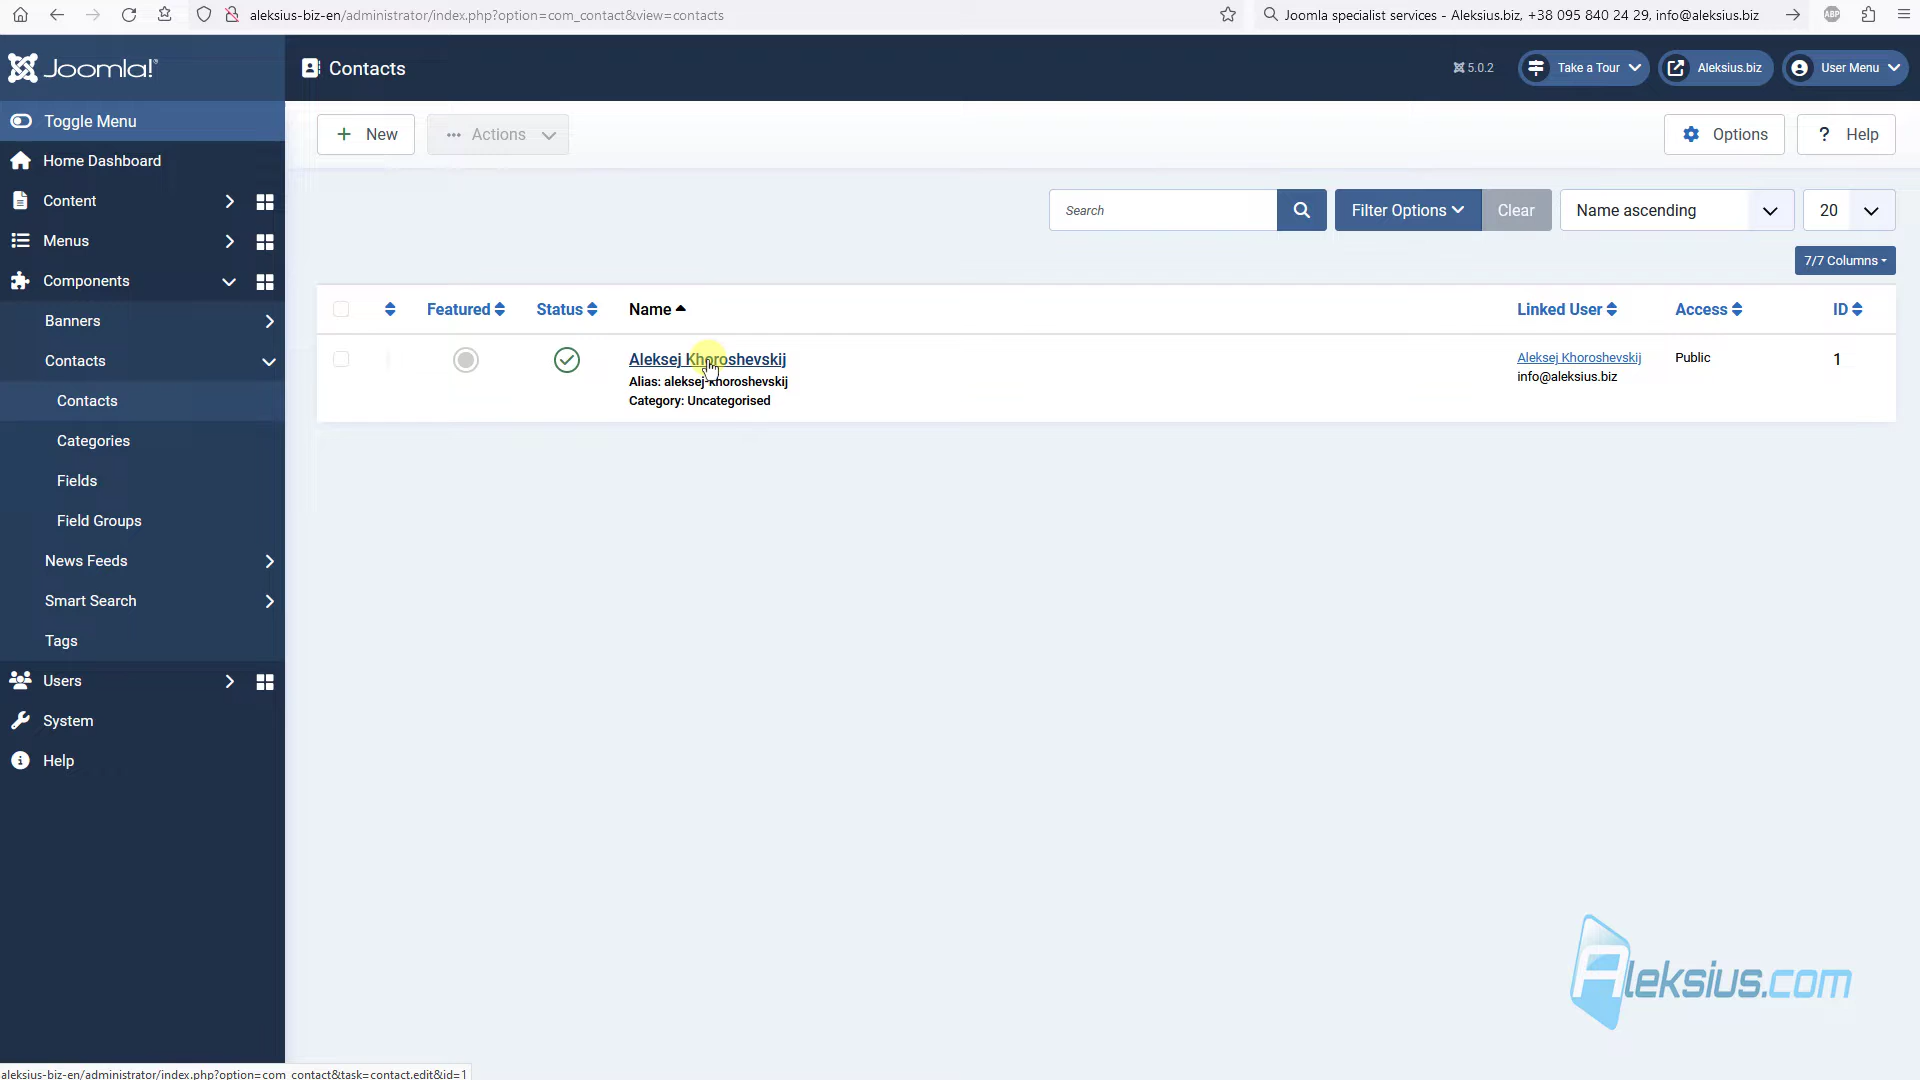 aleksius-biz-en/administrator/index.php?option=com_contact&view=contacts
Joomla specialist services - Aleksius.biz, +38 095 840 24 29, info@aleksius.biz
ABP
Joomla!®
Contacts
5.0.2
Take a Tour
Aleksius.biz
User Menu
Toggle Menu
Home Dashboard
Content
Menus
Components
Banners
Contacts
Contacts
Categories
Fields
Field Groups
News Feeds
Smart Search
Tags
Users
System
Help
New
Actions
Options
Help
Search
Filter Options
Clear
Name ascending
20
7/7 Columns
Featured
Status
Name
Linked User
Access
ID
Aleksej Khoroshevskij
Alias: aleksej-khoroshevskij
Category: Uncategorised
Aleksej Khoroshevskij
info@aleksius.biz
Public
1
Aleksius.com
aleksius-biz-en/administrator/index.php?option=com_contact&task=contact.edit&id=1